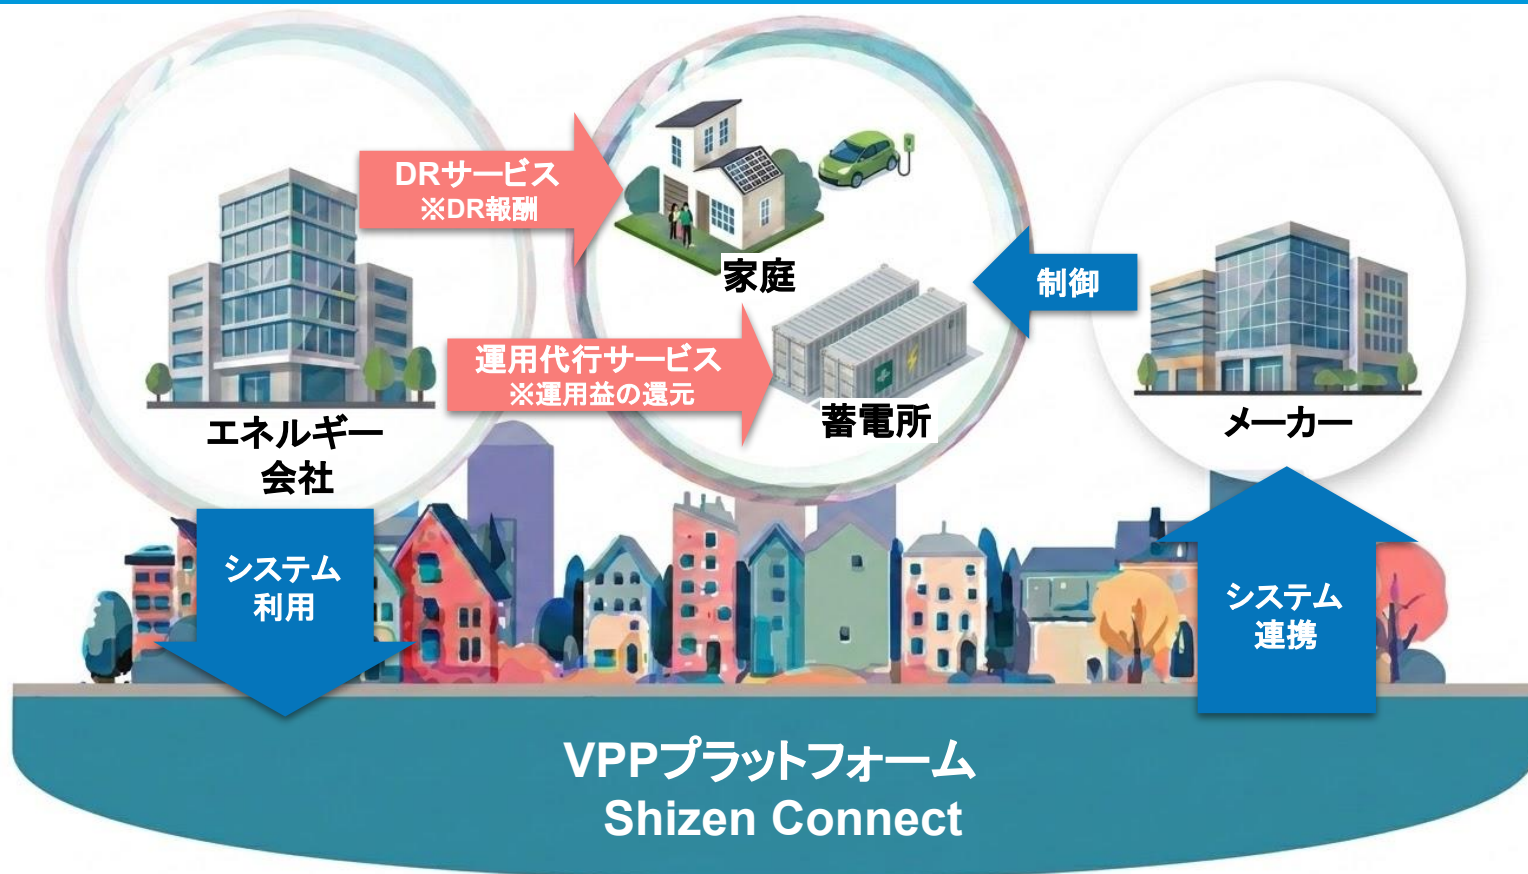 DRサービス
※DR報酬
家庭
制御
運用代行サービス
※運用益の還元
蓄電所
エネルギー
会社
メーカー
システム
利用
システム
連携
VPPプラットフォーム
Shizen Connect